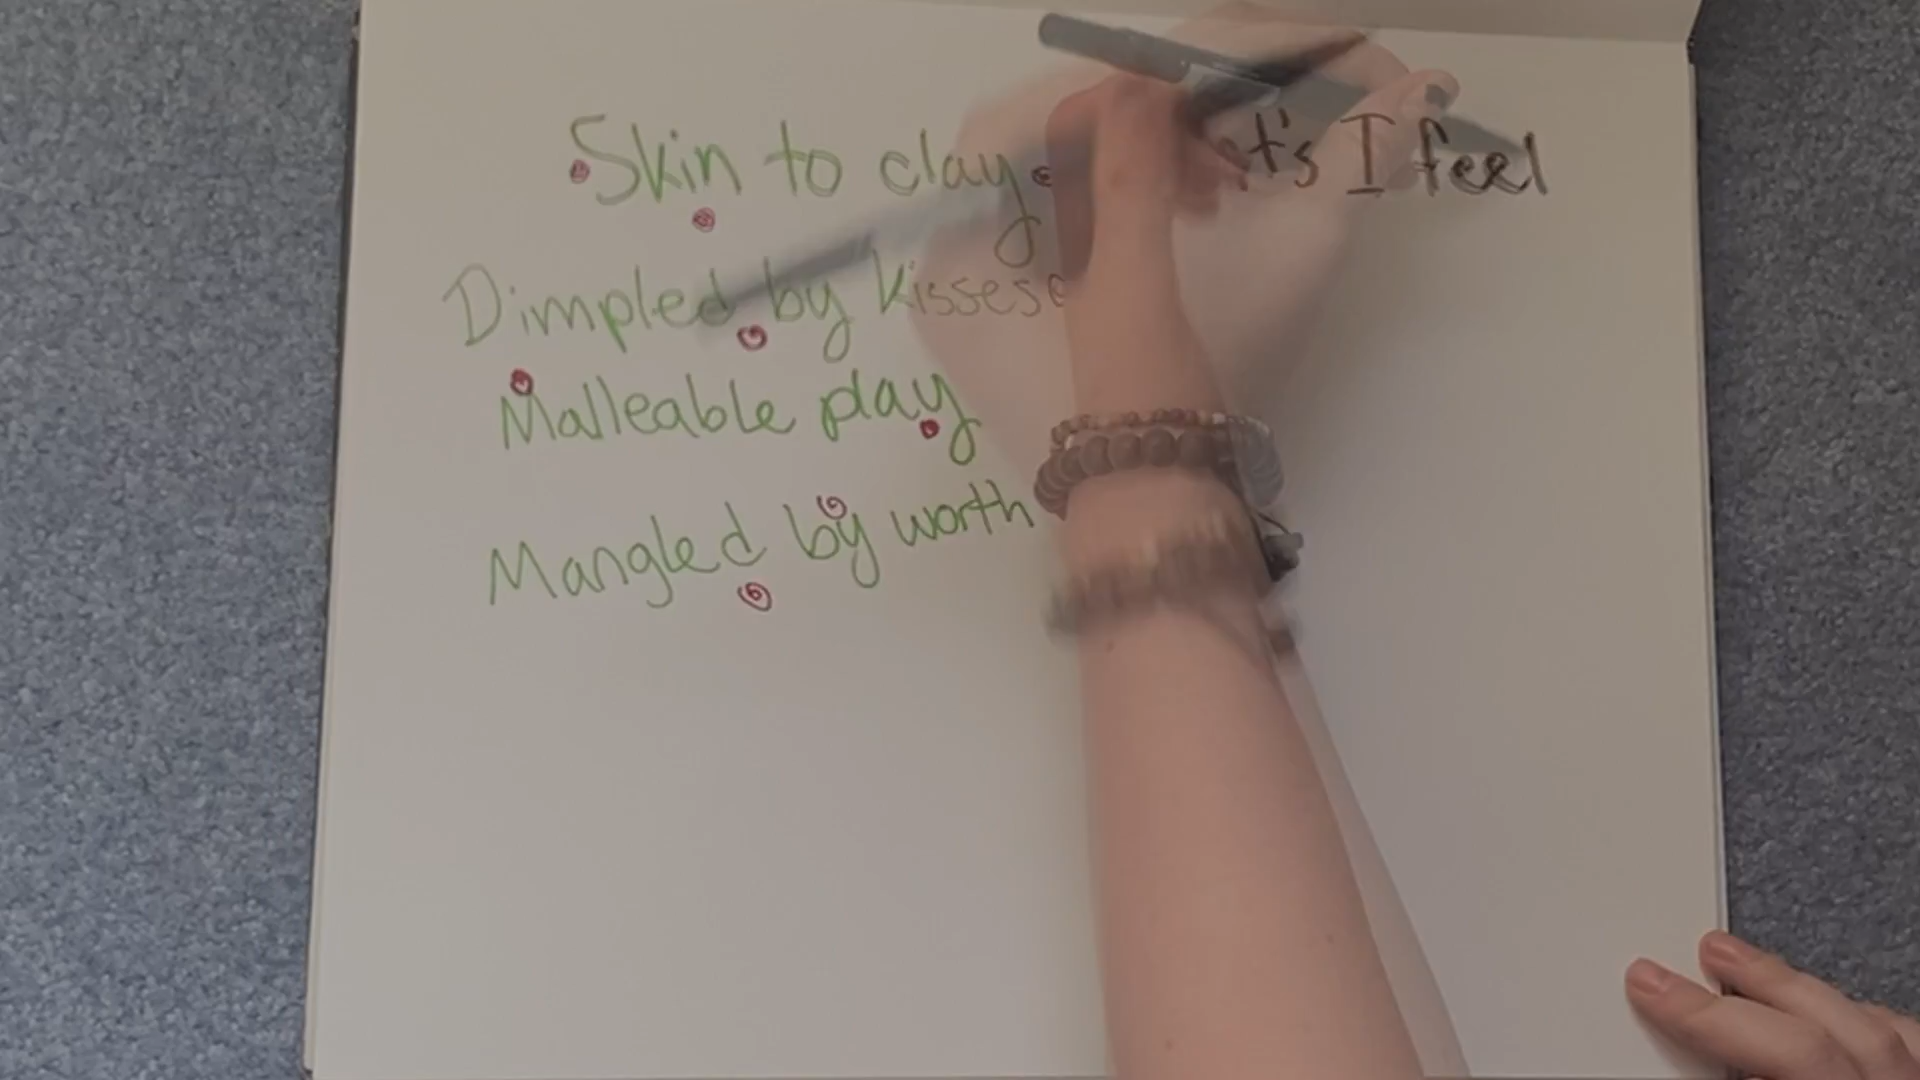 Skin to clay
t's I feel
Dimpled by kisses
Malleable play
Mangled by worth